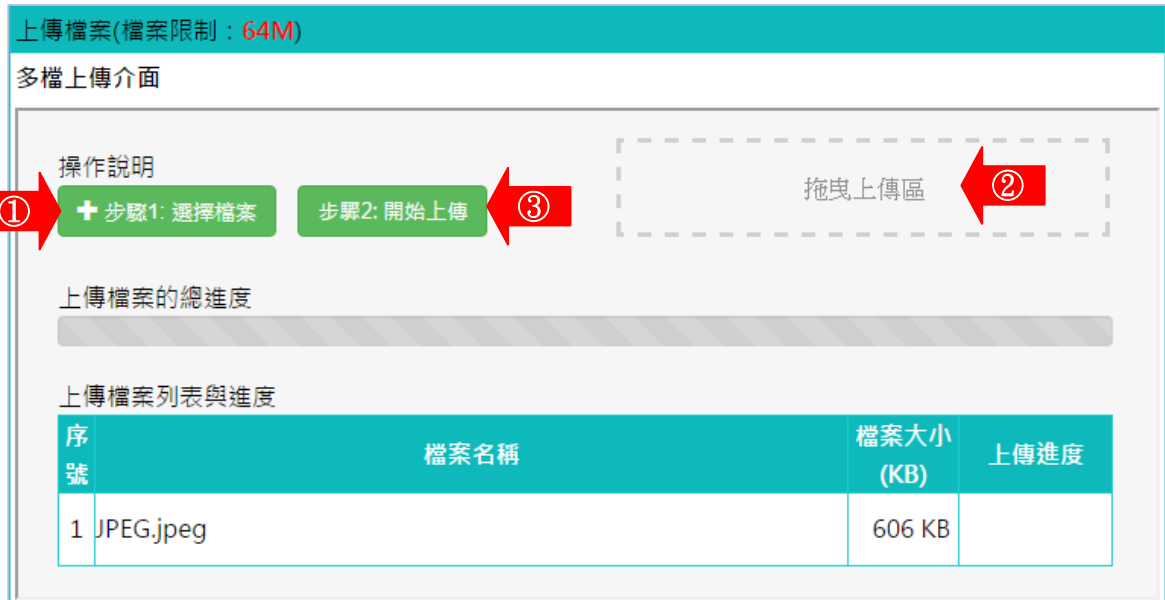 上傳檔案(檔案限制：64M)
多檔上傳介面
操作說明
① 步驟1: 選擇檔案 步驟2: 開始上傳 ③ 拖曳上傳區 ②
上傳檔案的總進度
上傳檔案列表與進度
序號 檔案名稱 檔案大小(KB) 上傳進度
1 JPEG.jpeg 606 KB